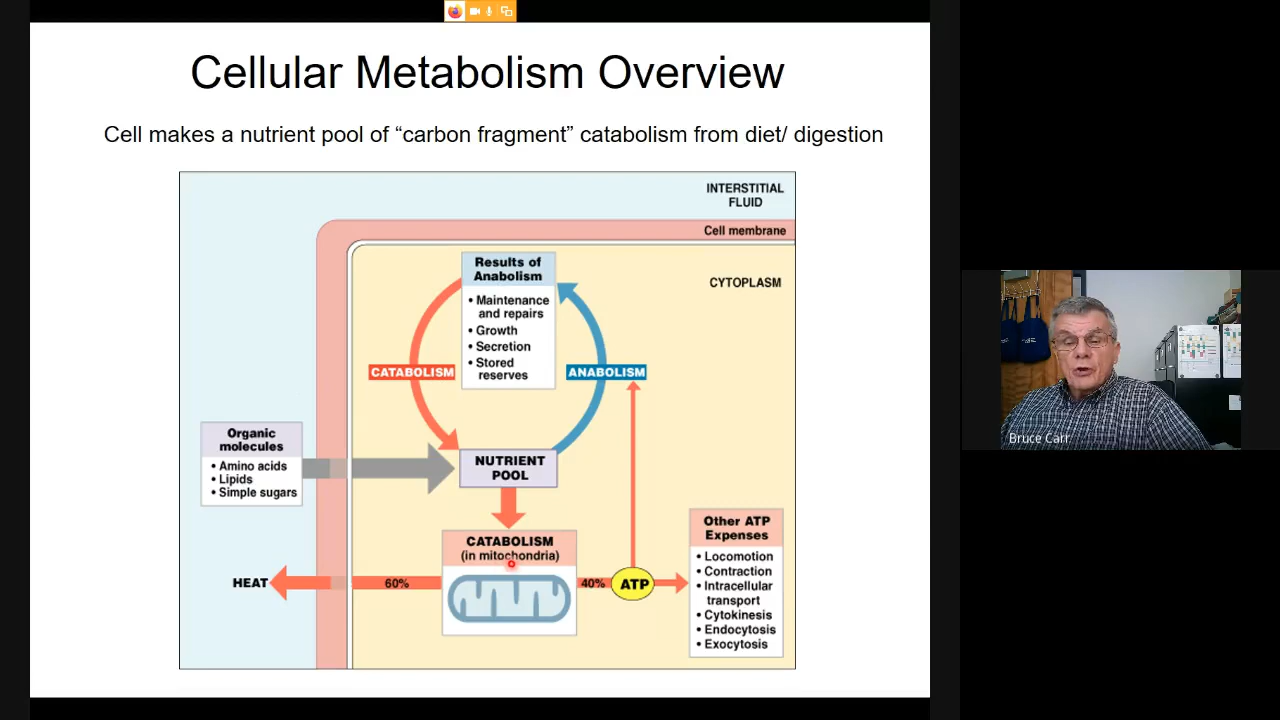 Cellular Metabolism Overview
Cell makes a nutrient pool of “carbon fragment” catabolism from diet/ digestion
INTERSTITIAL
FLUID
Cell membrane
CYTOPLASM
Results of
Anabolism
• Maintenance
and repairs
• Growth
• Secretion
• Stored
reserves
CATABOLISM
ANABOLISM
Organic
molecules
• Amino acids
• Lipids
• Simple sugars
NUTRIENT
POOL
CATABOLISM
(in mitochondria)
HEAT
60%
40%
ATP
Other ATP
Expenses
• Locomotion
• Contraction
• Intracellular
transport
• Cytokinesis
• Endocytosis
• Exocytosis
Bruce Carr